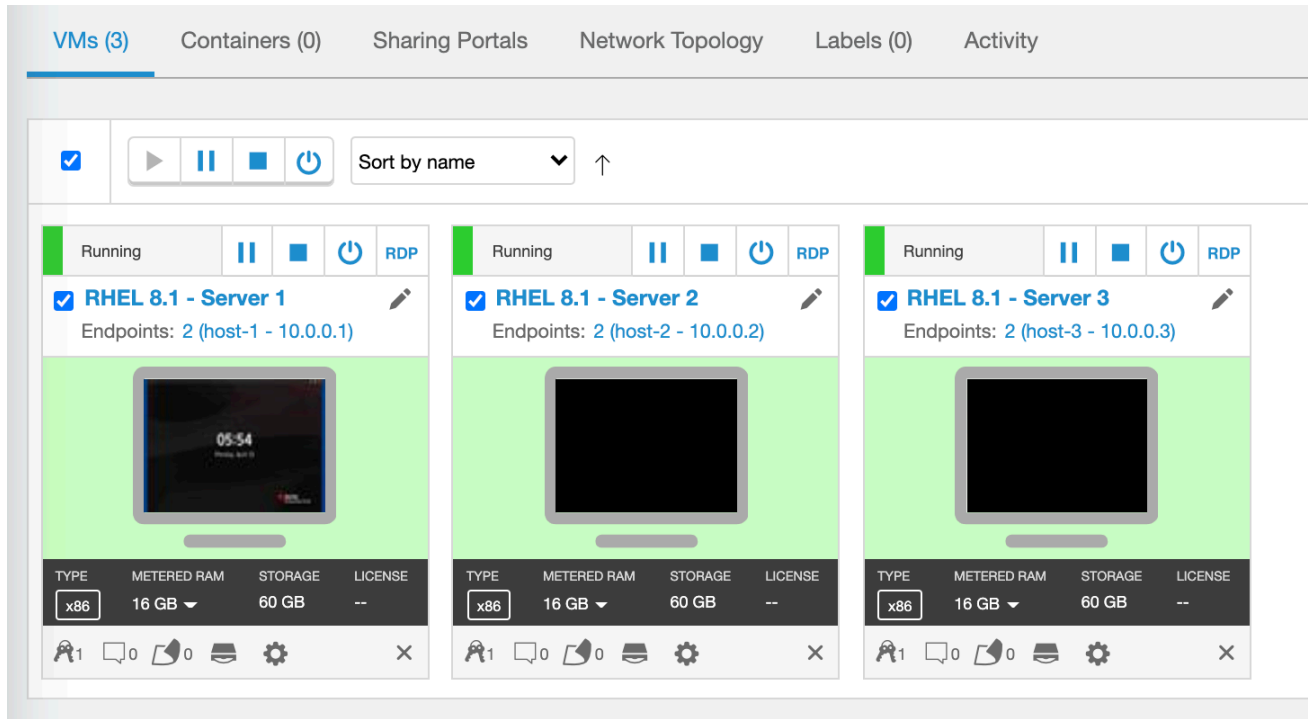 VMs (3) Containers (0) Sharing Portals Network Topology Labels (0) Activity
Sort by name
Running RDP
RHEL 8.1 - Server 1
Endpoints: 2 (host-1 - 10.0.0.1)
05:54
TYPE METERED RAM STORAGE LICENSE
x86 16 GB 60 GB --
1 0 0
Running RDP
RHEL 8.1 - Server 2
Endpoints: 2 (host-2 - 10.0.0.2)
TYPE METERED RAM STORAGE LICENSE
x86 16 GB 60 GB --
1 0 0
Running RDP
RHEL 8.1 - Server 3
Endpoints: 2 (host-3 - 10.0.0.3)
TYPE METERED RAM STORAGE LICENSE
x86 16 GB 60 GB --
1 0 0